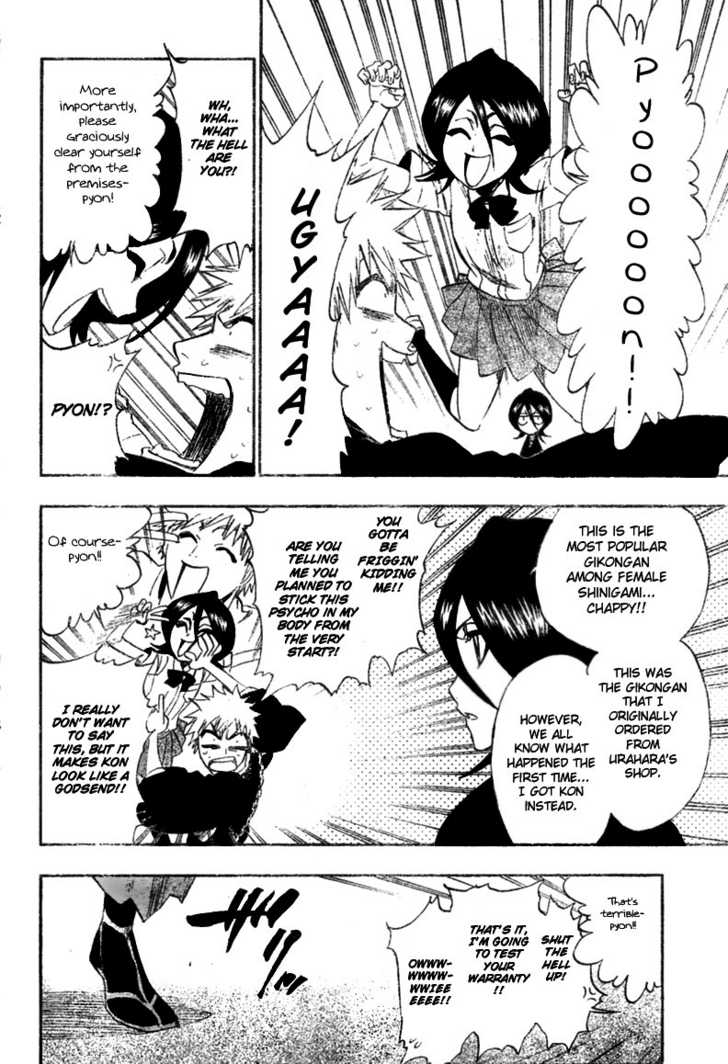 Pyoooooon!!
UGYAAAA!
WH,
WHA...
WHAT
THE HELL
ARE
YOU?!
More
importantly,
please
graciously
clear yourself
from the
premises-
pyon!
PYON!?
THIS IS THE
MOST POPULAR
GIKONGAN
AMONG FEMALE
SHINIGAMI...
CHAPPY!!
THIS WAS
THE GIKONGAN
THAT I
ORIGINALLY
ORDERED
FROM
URAHARA'S
SHOP.
HOWEVER,
WE ALL
KNOW WHAT
HAPPENED THE
FIRST TIME...
I GOT KON
INSTEAD.
YOU
GOTTA
BE
FRIGGIN'
KIDDING
ME!!
ARE YOU
TELLING
ME YOU
PLANNED TO
STICK THIS
PSYCHO IN MY
BODY FROM
THE VERY
START?!
Of course-
pyon!!
I REALLY
DON'T WANT
TO SAY
THIS, BUT IT
MAKES KON
LOOK LIKE A
GODSEND!!
That's
terrible-
pyon!!
SHUT
THE
HELL
UP!
THAT'S IT,
I'M GOING
TO TEST
YOUR
WARRANTY
!!
OWWW-
WWWW-
WWIEE
EEEE!!